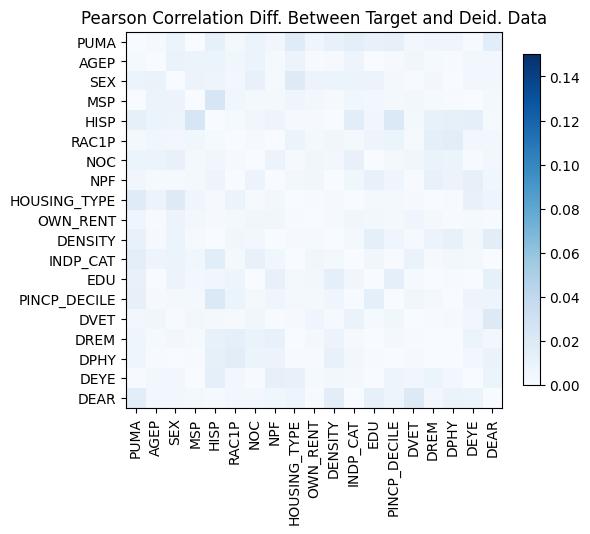 Pearson Correlation Diff. Between Target and Deid. Data
PUMA
AGEP
SEX
MSP
HISP
RAC1P
NOC
NPF
HOUSING_TYPE
OWN_RENT
DENSITY
INDP_CAT
EDU
PINCP_DECILE
DVET
DREM
DPHY
DEYE
DEAR
PUMA
AGEP
SEX
MSP
HISP
RAC1P
NOC
NPF
HOUSING_TYPE
OWN_RENT
DENSITY
INDP_CAT
EDU
PINCP_DECILE
DVET
DREM
DPHY
DEYE
DEAR
0.14
0.12
0.10
0.08
0.06
0.04
0.02
0.00